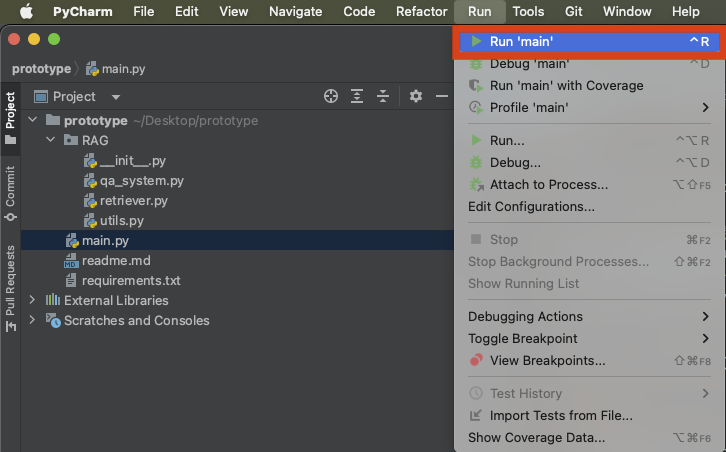 PyCharm File Edit View Navigate Code Refactor Run Tools Git Window Help
prototype main.py
Project
Commit
Pull Requests
Project
prototype ~/Desktop/prototype
RAG
__init__.py
qa_system.py
retriever.py
utils.py
main.py
MD readme.md
requirements.txt
External Libraries
Scratches and Consoles
Run 'main' ⌃R
Debug 'main' ⌃D
Run 'main' with Coverage
Profile 'main'
Run... ⌃⌥R
Debug... ⌃⌥D
Attach to Process... ⌥⇧F5
Edit Configurations...
Stop ⌘F2
Stop Background Processes... ⇧⌘F2
Show Running List
Debugging Actions
Toggle Breakpoint
View Breakpoints... ⇧⌘F8
Test History
Import Tests from File...
Show Coverage Data... ⌥⌘F6